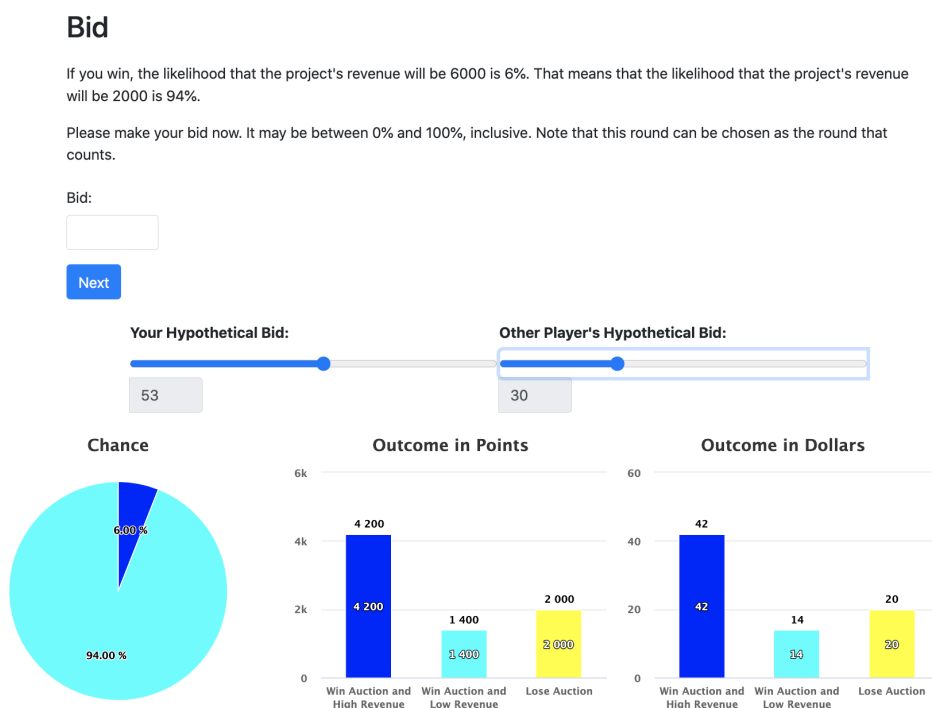 Bid
If you win, the likelihood that the project's revenue will be 6000 is 6%. That means that the likelihood that the project's revenue
will be 2000 is 94%.
Please make your bid now. It may be between 0% and 100%, inclusive. Note that this round can be chosen as the round that
counts.
Bid:
Next
Your Hypothetical Bid:
Other Player's Hypothetical Bid:
53
30
Chance
6.00 %
94.00 %
Outcome in Points
6k
4k
2k
0
4 200
4 200
1 400
1 400
2 000
2 000
Win Auction and
High Revenue
Win Auction and
Low Revenue
Lose Auction
Outcome in Dollars
60
40
20
0
42
42
14
14
20
20
Win Auction and
High Revenue
Win Auction and
Low Revenue
Lose Auction